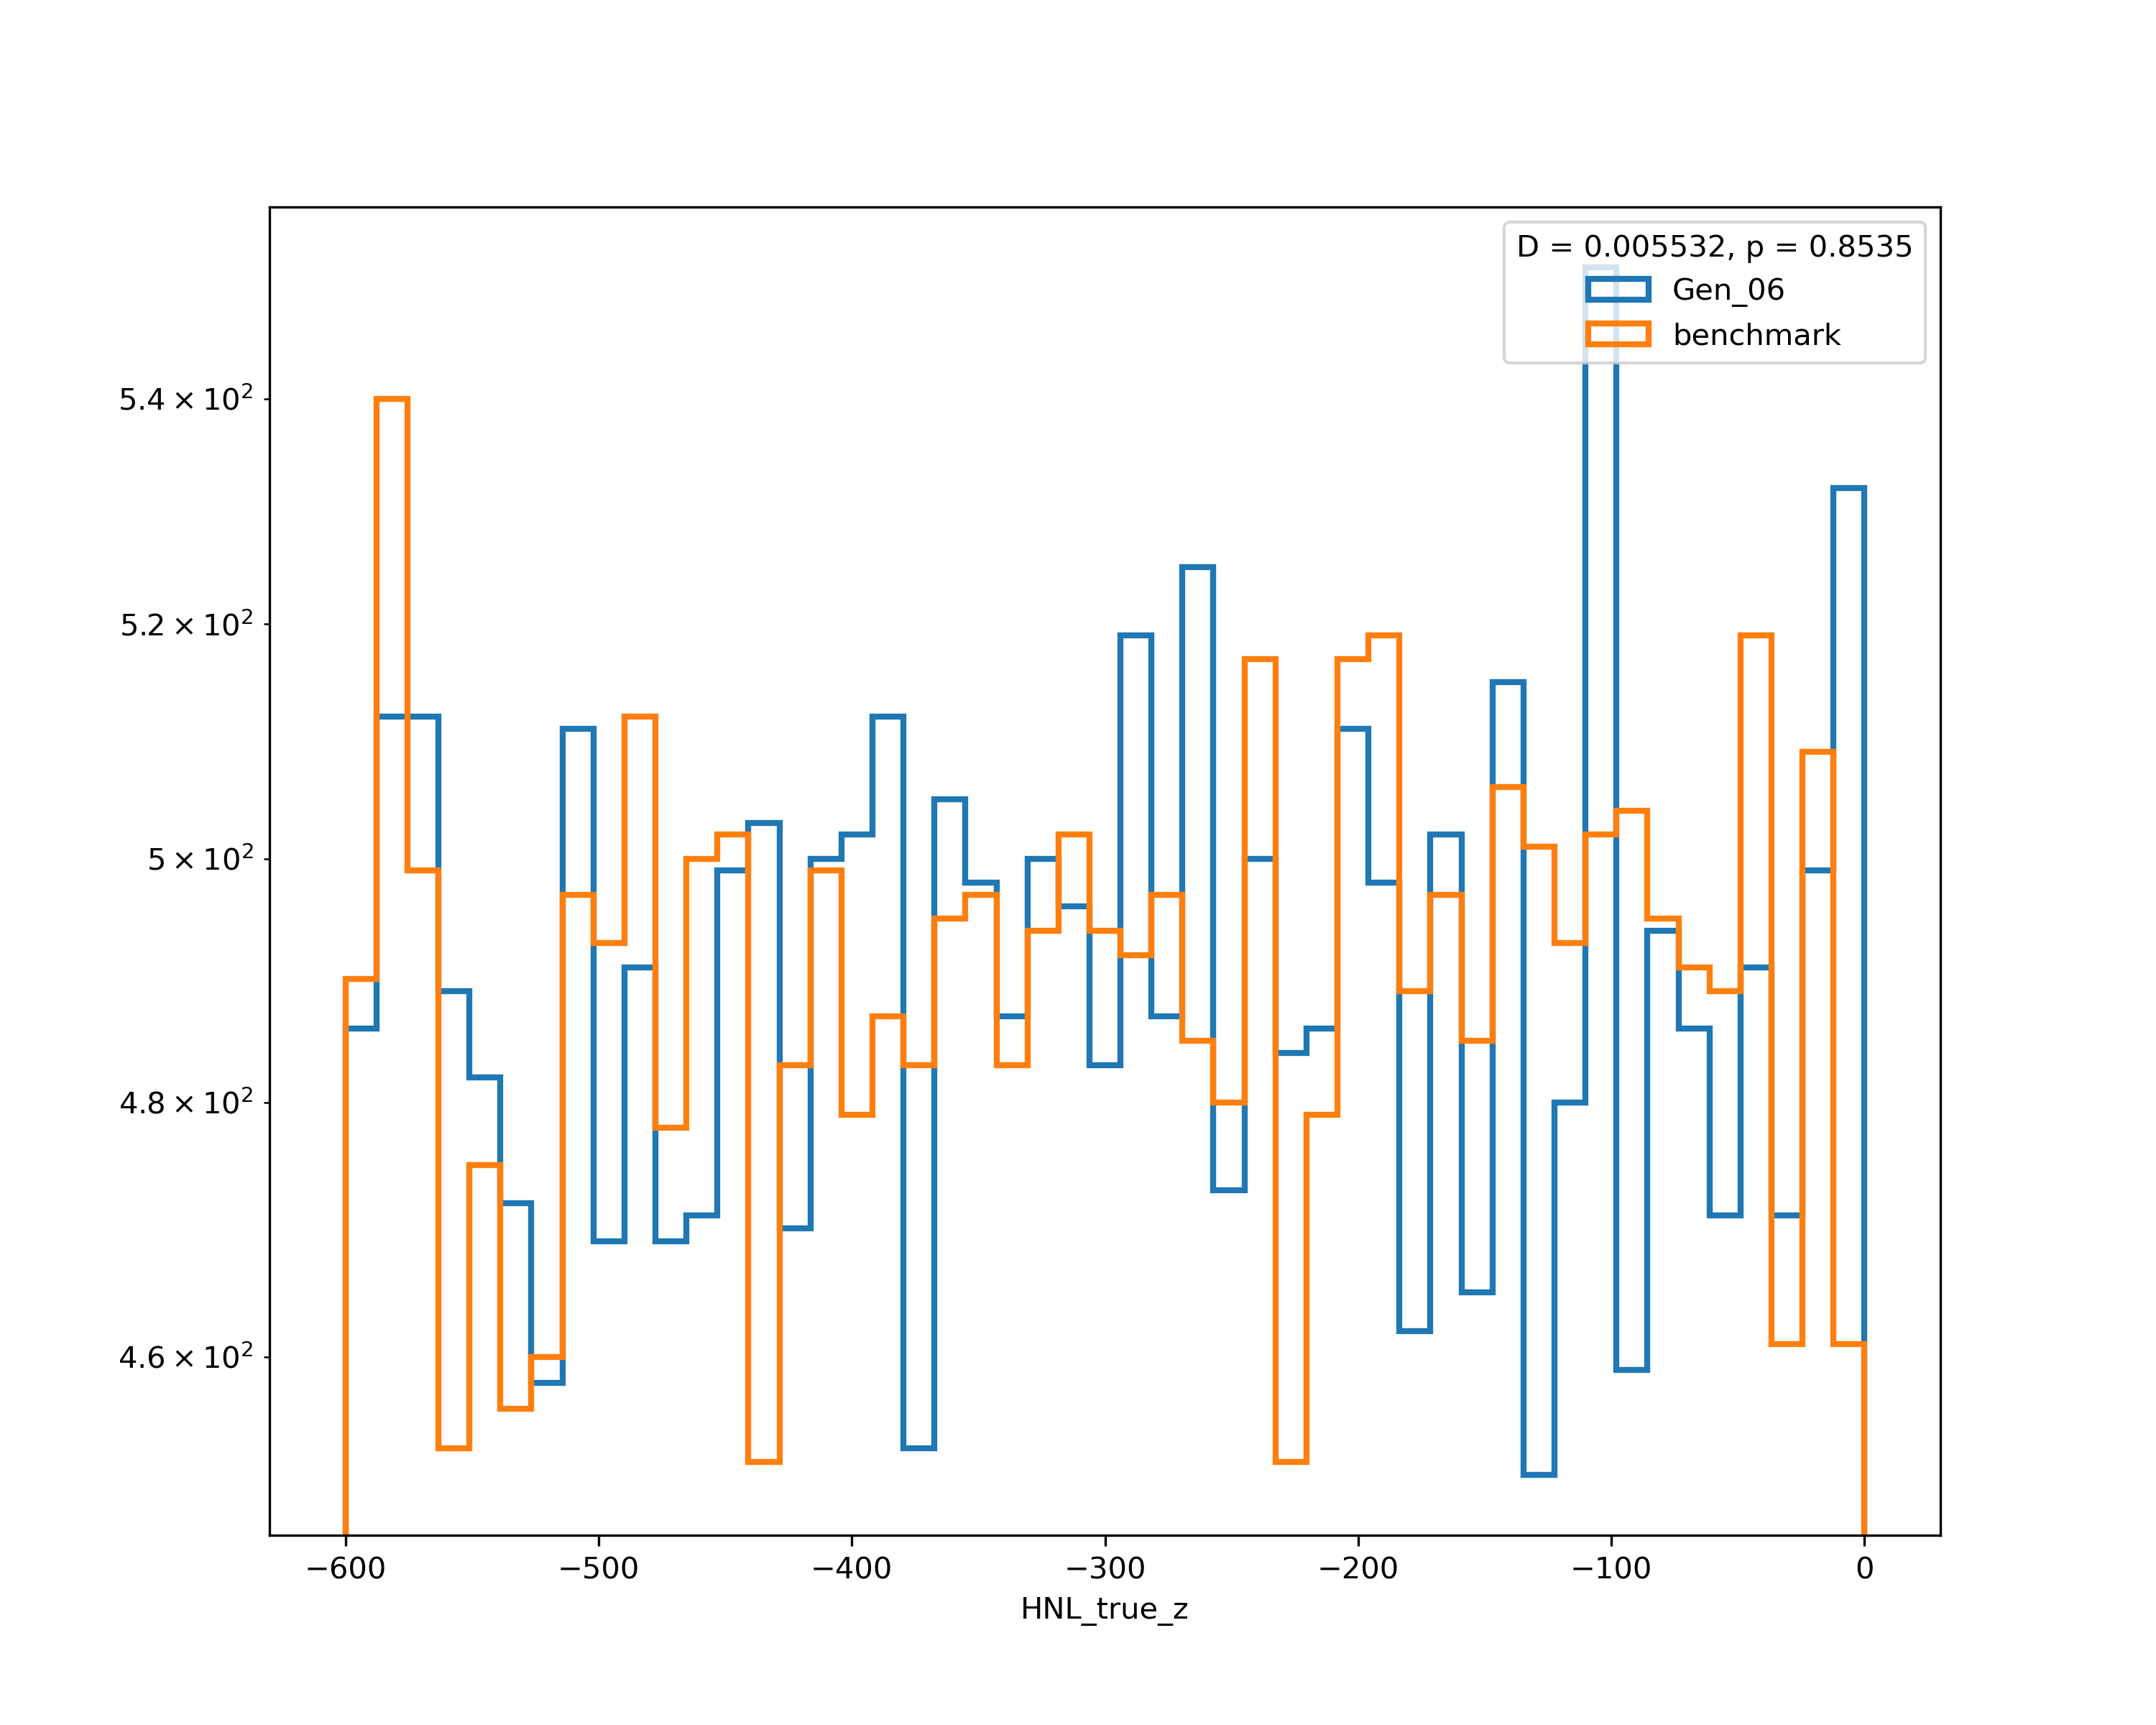 D = 0.005532, p = 0.8535
Gen_06
benchmark
5.4 × 10²
5.2 × 10²
5 × 10²
4.8 × 10²
4.6 × 10²
−600 −500 −400 −300 −200 −100 0
HNL_true_z